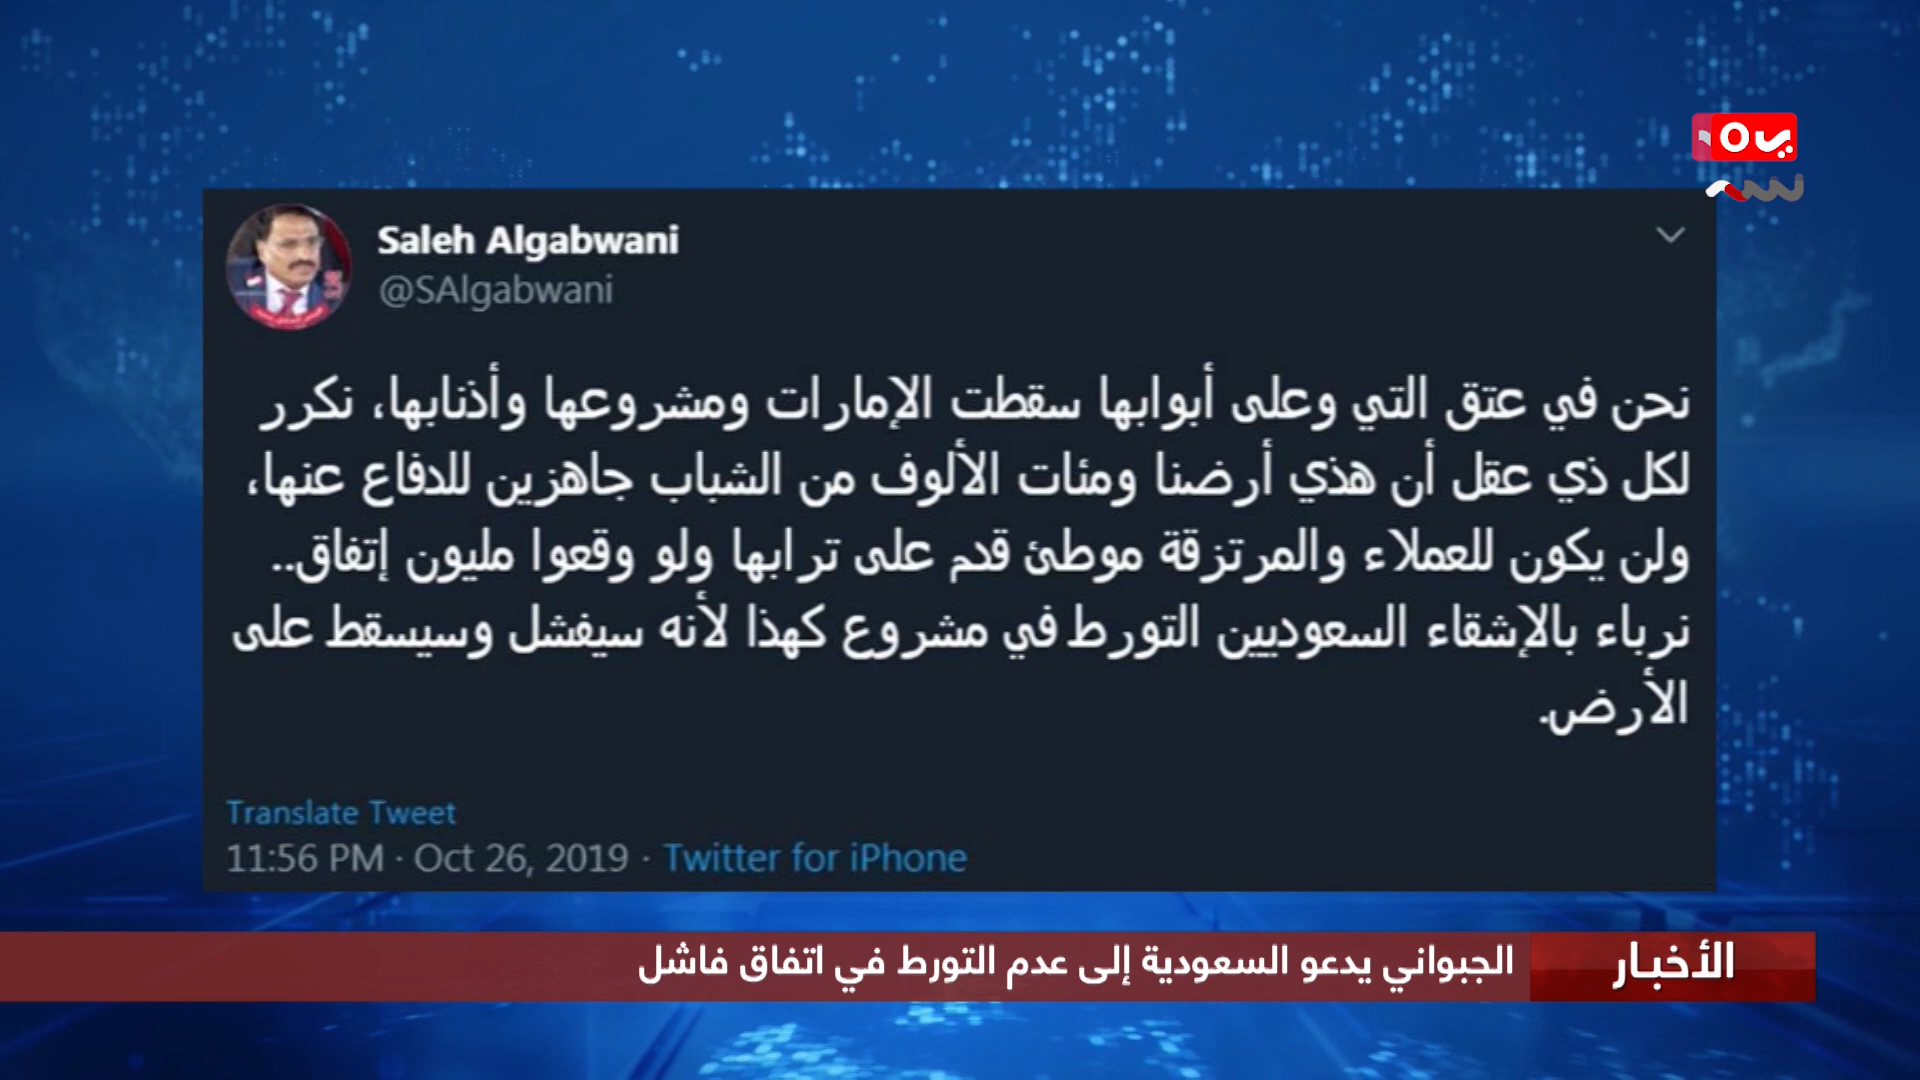 يمن
Saleh Algabwani
@SAlgabwani
نحن في عتق التي وعلى أبوابها سقطت الإمارات ومشروعها وأذنابها، نكرر
لكل ذي عقل أن هذي أرضنا ومئات الألوف من الشباب جاهزين للدفاع عنها،
ولن يكون للعملاء والمرتزقة موطئ قدم على ترابها ولو وقعوا مليون إتفاق..
نرباء بالإشقاء السعوديين التورط في مشروع كهذا لأنه سيفشل وسيسقط على
الأرض.
Translate Tweet
11:56 PM · Oct 26, 2019 · Twitter for iPhone
الأخبار
الجبواني يدعو السعودية إلى عدم التورط في اتفاق فاشل